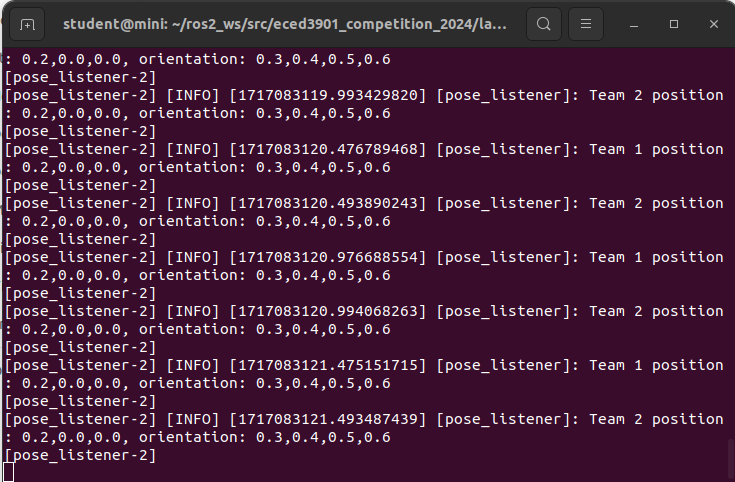 student@mini: ~/ros2_ws/src/eced3901_competition_2024/la...
: 0.2,0.0,0.0, orientation: 0.3,0.4,0.5,0.6
[pose_listener-2]
[pose_listener-2] [INFO] [1717083119.993429820] [pose_listener]: Team 2 position
: 0.2,0.0,0.0, orientation: 0.3,0.4,0.5,0.6
[pose_listener-2]
[pose_listener-2] [INFO] [1717083120.476789468] [pose_listener]: Team 1 position
: 0.2,0.0,0.0, orientation: 0.3,0.4,0.5,0.6
[pose_listener-2]
[pose_listener-2] [INFO] [1717083120.493890243] [pose_listener]: Team 2 position
: 0.2,0.0,0.0, orientation: 0.3,0.4,0.5,0.6
[pose_listener-2]
[pose_listener-2] [INFO] [1717083120.976688554] [pose_listener]: Team 1 position
: 0.2,0.0,0.0, orientation: 0.3,0.4,0.5,0.6
[pose_listener-2]
[pose_listener-2] [INFO] [1717083120.994068263] [pose_listener]: Team 2 position
: 0.2,0.0,0.0, orientation: 0.3,0.4,0.5,0.6
[pose_listener-2]
[pose_listener-2] [INFO] [1717083121.475151715] [pose_listener]: Team 1 position
: 0.2,0.0,0.0, orientation: 0.3,0.4,0.5,0.6
[pose_listener-2]
[pose_listener-2] [INFO] [1717083121.493487439] [pose_listener]: Team 2 position
: 0.2,0.0,0.0, orientation: 0.3,0.4,0.5,0.6
[pose_listener-2]